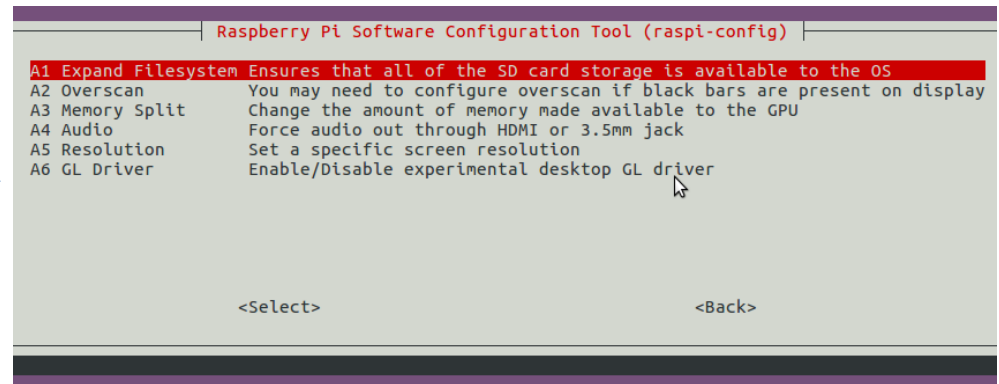 Raspberry Pi Software Configuration Tool (raspi-config)
A1 Expand Filesystem Ensures that all of the SD card storage is available to the OS
A2 Overscan You may need to configure overscan if black bars are present on display
A3 Memory Split Change the amount of memory made available to the GPU
A4 Audio Force audio out through HDMI or 3.5mm jack
A5 Resolution Set a specific screen resolution
A6 GL Driver Enable/Disable experimental desktop GL driver
<Select> <Back>